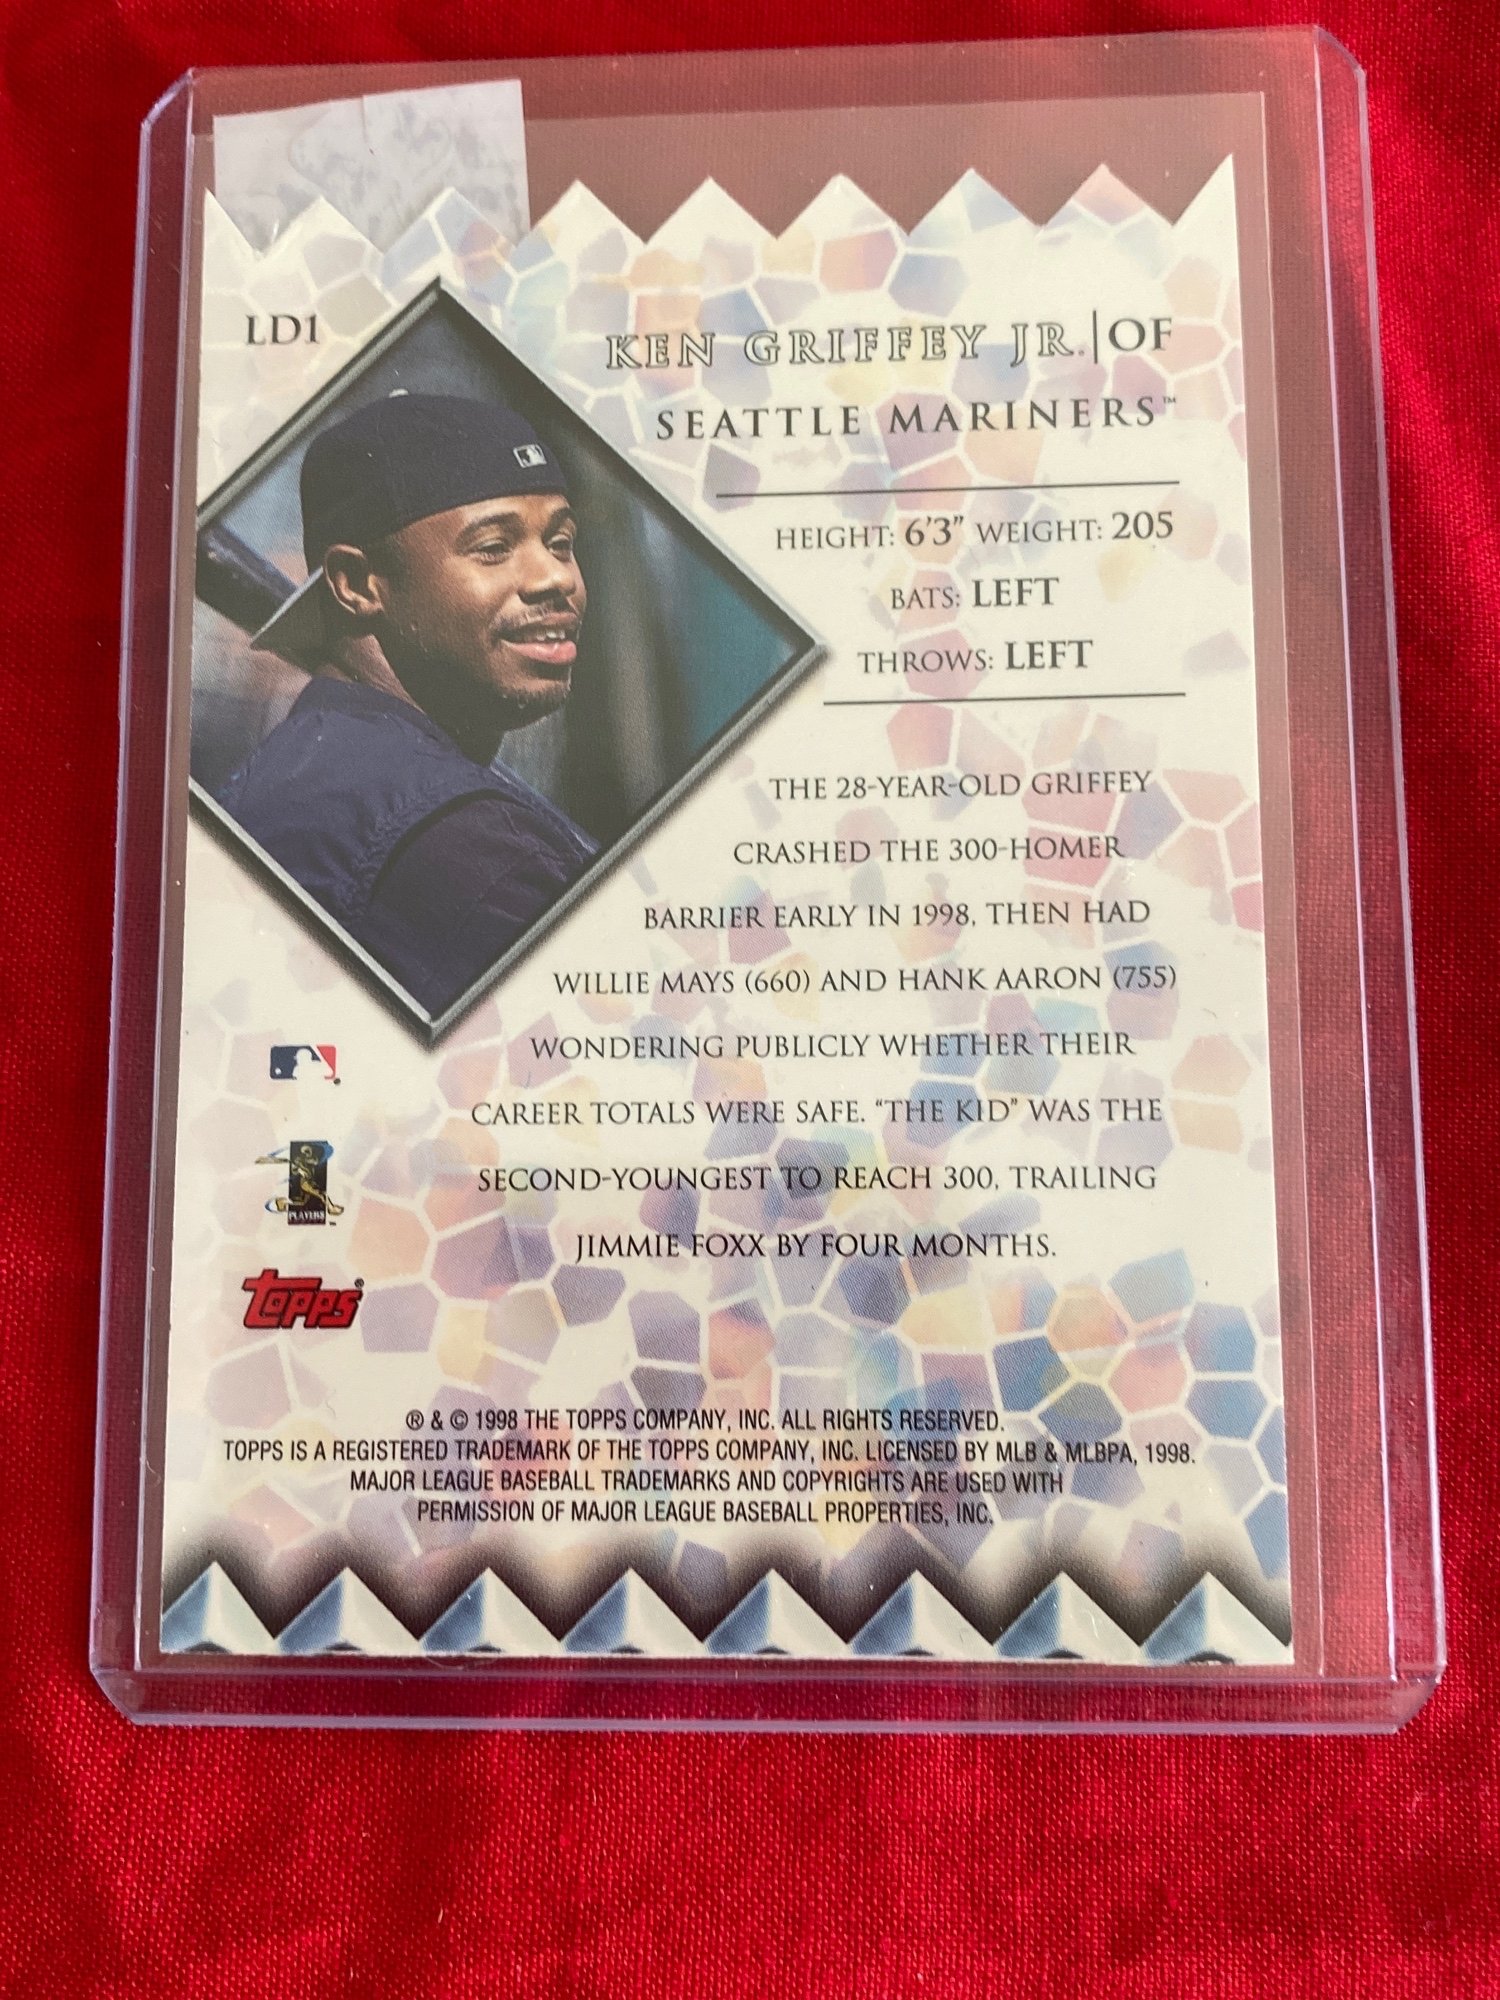 LD1
KEN GRIFFEY JR.|OF
SEATTLE MARINERS™
HEIGHT: 6'3" WEIGHT: 205
BATS: LEFT
THROWS: LEFT
THE 28-YEAR-OLD GRIFFEY
CRASHED THE 300-HOMER
BARRIER EARLY IN 1998, THEN HAD
WILLIE MAYS (660) AND HANK AARON (755)
WONDERING PUBLICLY WHETHER THEIR
CAREER TOTALS WERE SAFE. "THE KID" WAS THE
SECOND-YOUNGEST TO REACH 300, TRAILING
JIMMIE FOXX BY FOUR MONTHS.
PLAYERS
Topps®
® & © 1998 THE TOPPS COMPANY, INC. ALL RIGHTS RESERVED.
TOPPS IS A REGISTERED TRADEMARK OF THE TOPPS COMPANY, INC. LICENSED BY MLB & MLBPA, 1998.
MAJOR LEAGUE BASEBALL TRADEMARKS AND COPYRIGHTS ARE USED WITH
PERMISSION OF MAJOR LEAGUE BASEBALL PROPERTIES, INC.